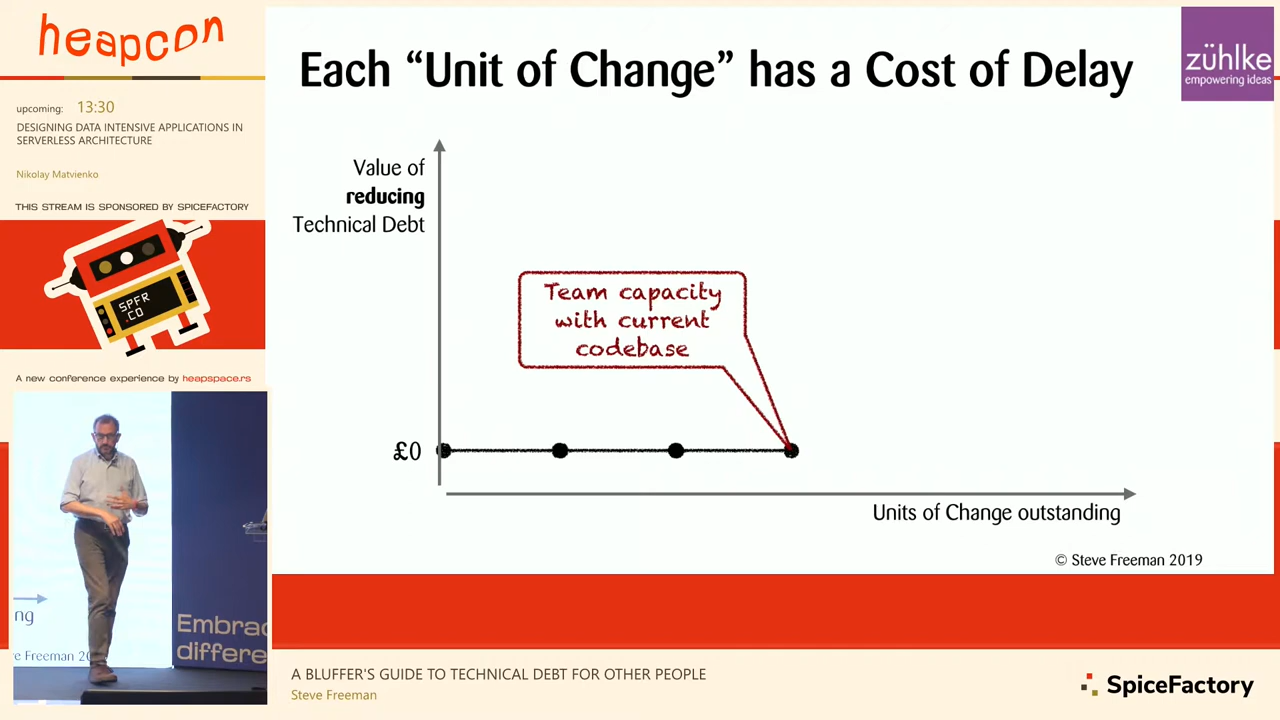 heapcon
upcoming: 13:30
DESIGNING DATA INTENSIVE APPLICATIONS IN
SERVERLESS ARCHITECTURE
Nikolay Matvienko
THIS STREAM IS SPONSORED BY SPICEFACTORY
SPFR
.CO
A new conference experience by heapspace.rs
Each “Unit of Change” has a Cost of Delay
zühlke
empowering ideas
Value of
reducing
Technical Debt
Team capacity
with current
codebase
£0
Units of Change outstanding
© Steve Freeman 2019
ng
re Freeman 20
Embrac
differe
A BLUFFER'S GUIDE TO TECHNICAL DEBT FOR OTHER PEOPLE
Steve Freeman
SpiceFactory